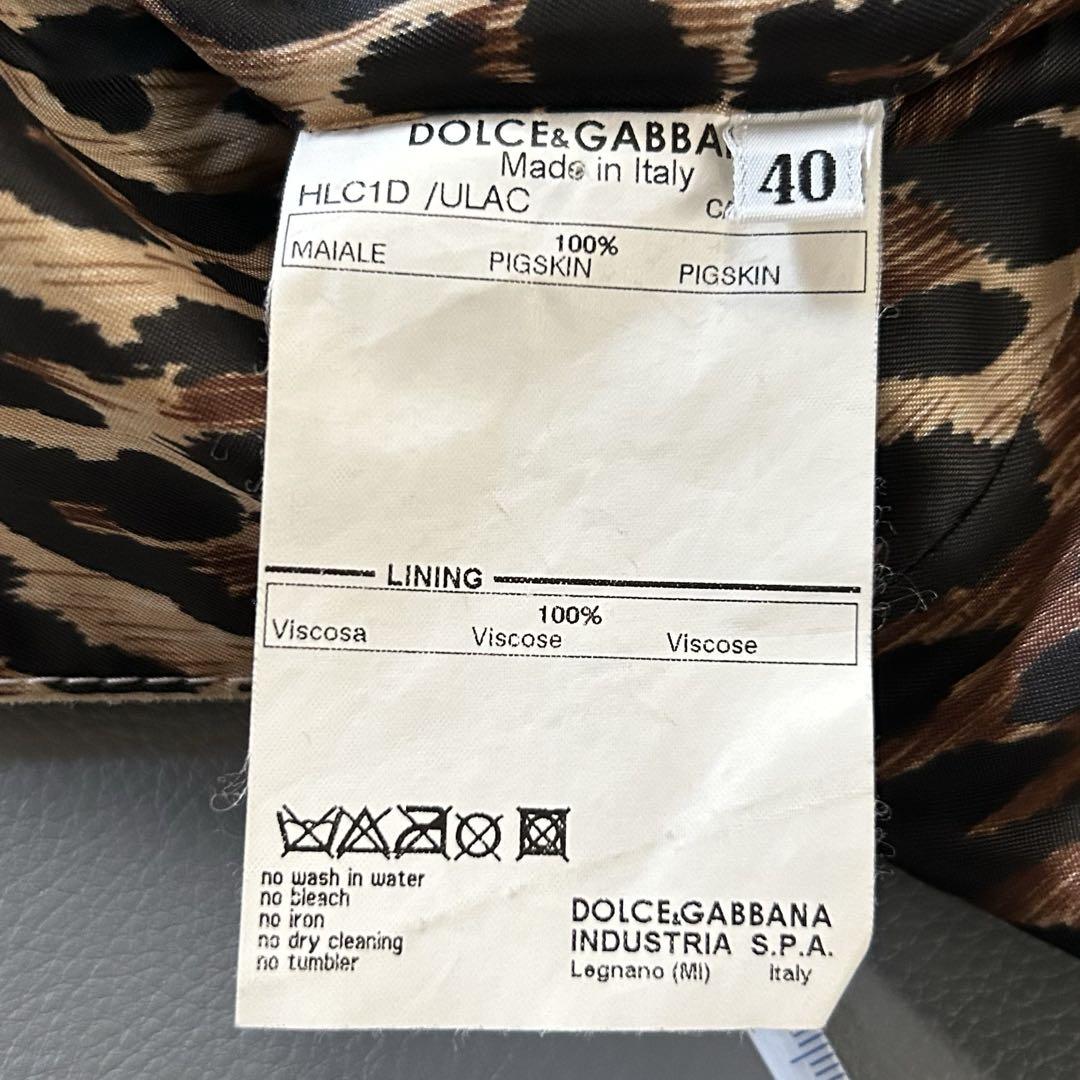 DOLCE&GABBA
Made in Italy
40
HLC1D /ULAC
100%
MAIALE PIGSKIN PIGSKIN
LINING
100%
Viscosa Viscose Viscose
no wash in water
no bleach
no iron
no dry cleaning
no tumbler
DOLCE&GABBANA
INDUSTRIA S.P.A.
Legnano (MI) Italy